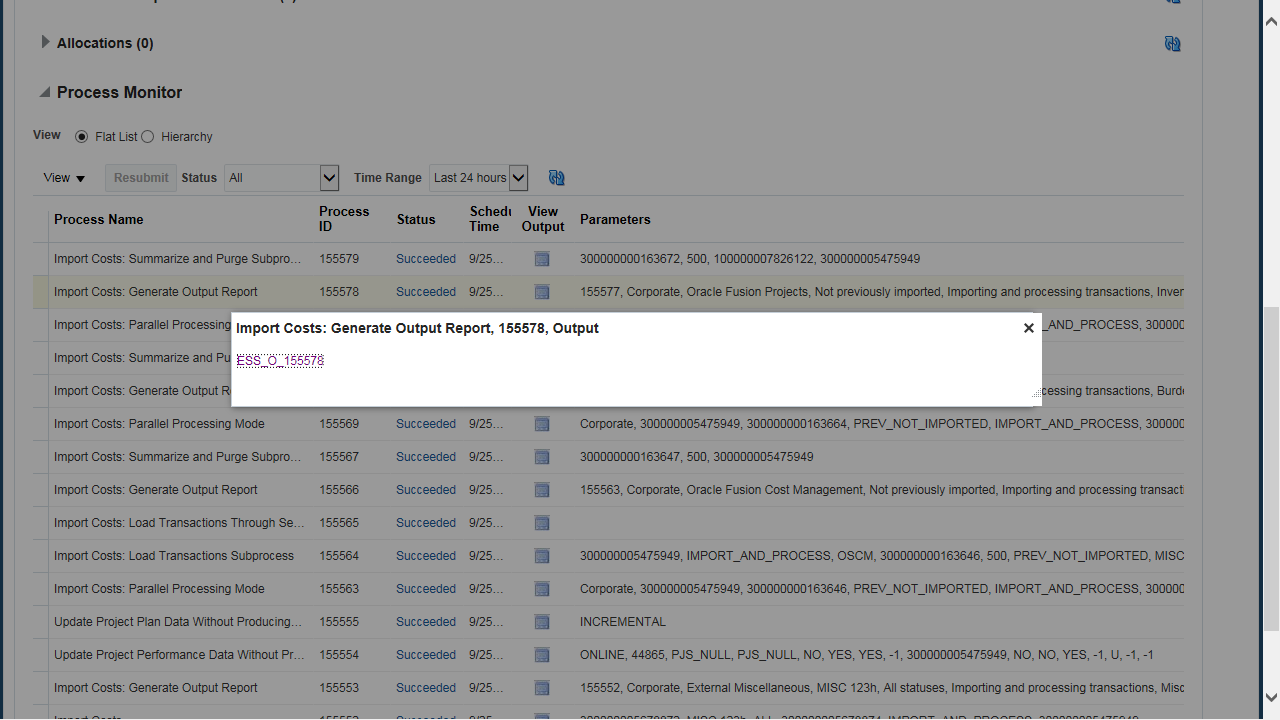 Allocations (0)
Process Monitor
View Flat List Hierarchy
View Resubmit Status All Time Range Last 24 hours
Process Name Process ID Status Schedu Time View Output Parameters
Import Costs: Summarize and Purge Subpro... 155579 Succeeded 9/25... 300000000163672, 500, 100000007826122, 300000005475949
Import Costs: Generate Output Report 155578 Succeeded 9/25... 155577, Corporate, Oracle Fusion Projects, Not previously imported, Importing and processing transactions, Inven
Import Costs: Parallel Processing _AND_PROCESS, 30000
Import Costs: Generate Output Report, 155578, Output
ESS_O_155578
Import Costs: Summarize and Pu
Import Costs: Generate Output R cessing transactions, Burde
Import Costs: Parallel Processing Mode 155569 Succeeded 9/25... Corporate, 300000005475949, 300000000163664, PREV_NOT_IMPORTED, IMPORT_AND_PROCESS, 300000
Import Costs: Summarize and Purge Subpro... 155567 Succeeded 9/25... 300000000163647, 500, 300000005475949
Import Costs: Generate Output Report 155566 Succeeded 9/25... 155563, Corporate, Oracle Fusion Cost Management, Not previously imported, Importing and processing transacti
Import Costs: Load Transactions Through Se... 155565 Succeeded 9/25...
Import Costs: Load Transactions Subprocess 155564 Succeeded 9/25... 300000005475949, IMPORT_AND_PROCESS, OSCM, 300000000163646, 500, PREV_NOT_IMPORTED, MISC
Import Costs: Parallel Processing Mode 155563 Succeeded 9/25... Corporate, 300000005475949, 300000000163646, PREV_NOT_IMPORTED, IMPORT_AND_PROCESS, 300000
Update Project Plan Data Without Producing... 155555 Succeeded 9/25... INCREMENTAL
Update Project Performance Data Without Pr... 155554 Succeeded 9/25... ONLINE, 44865, PJS_NULL, PJS_NULL, NO, YES, YES, -1, 300000005475949, NO, NO, YES, -1, U, -1, -1
Import Costs: Generate Output Report 155553 Succeeded 9/25... 155552, Corporate, External Miscellaneous, MISC 123h, All statuses, Importing and processing transactions, Misc